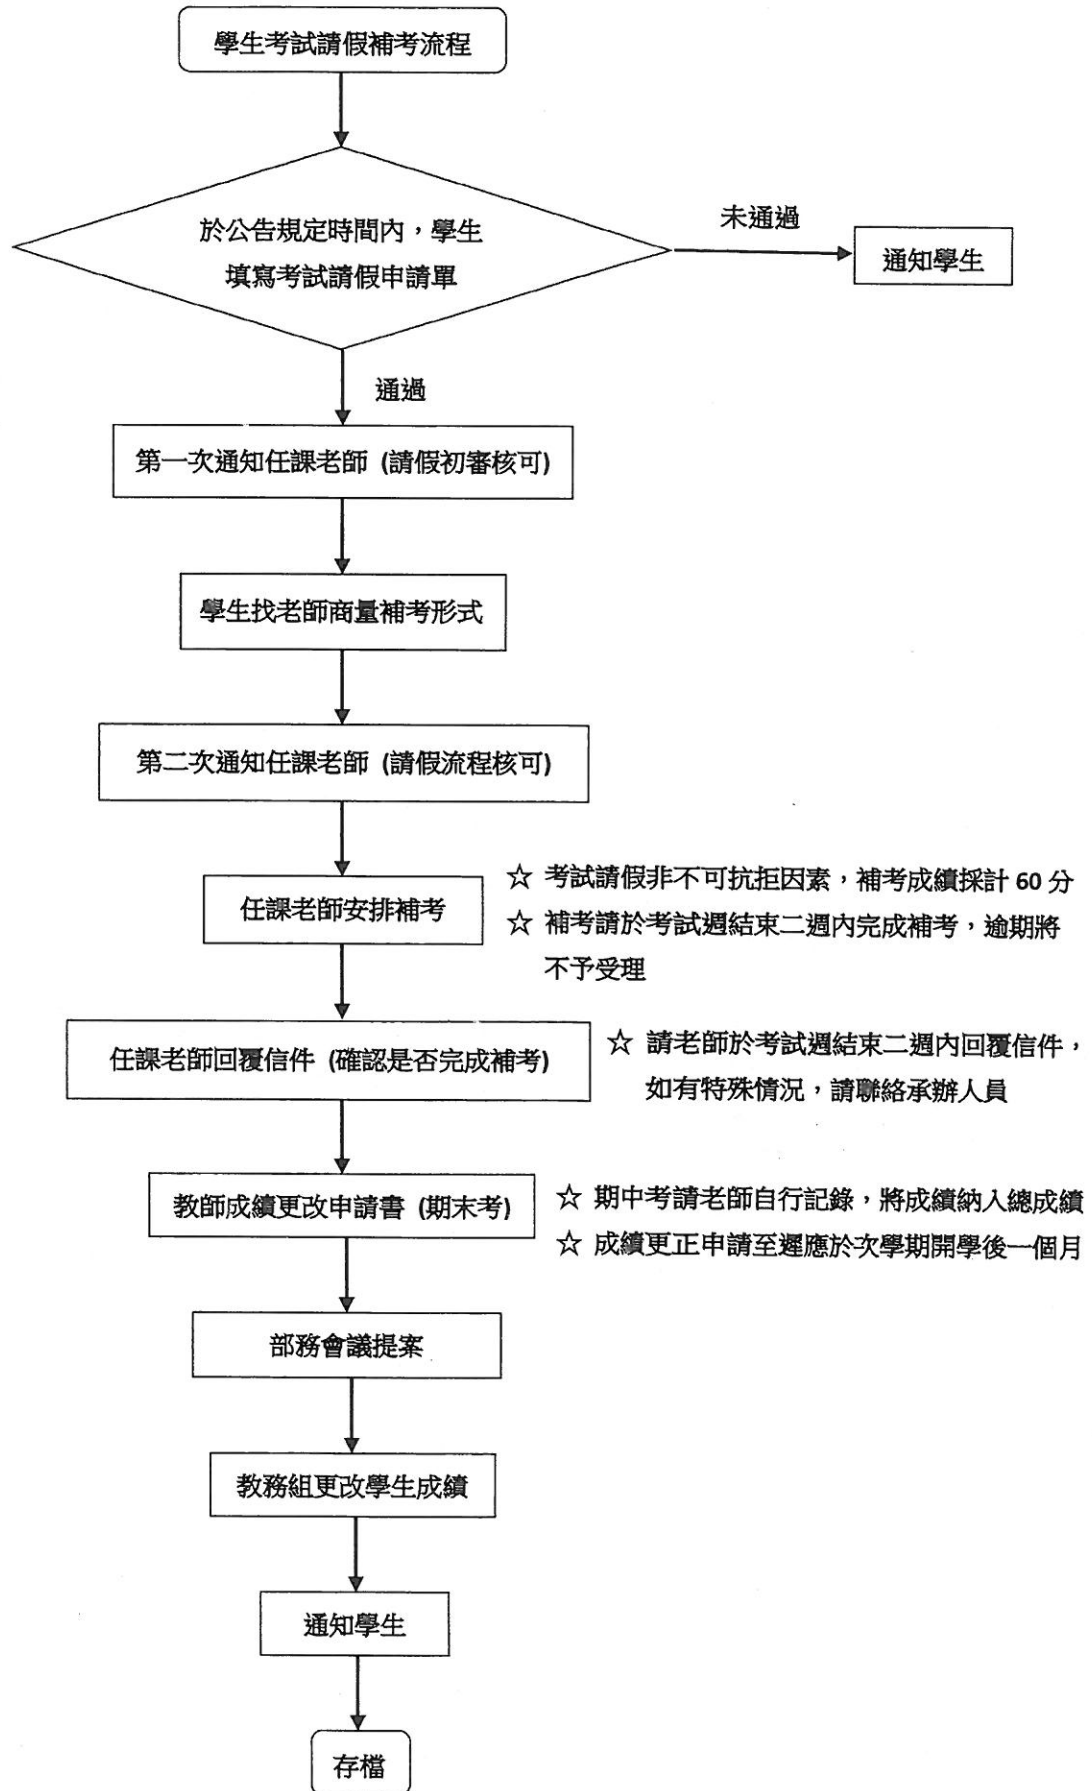 學生考試請假補考流程
於公告規定時間內，學生
填寫考試請假申請單
未通過
通知學生
通過
第一次通知任課老師 (請假初審核可)
學生找老師商量補考形式
第二次通知任課老師 (請假流程核可)
任課老師安排補考
☆ 考試請假非不可抗拒因素，補考成績採計 60 分
☆ 補考請於考試週結束二週內完成補考，逾期將
不予受理
任課老師回覆信件 (確認是否完成補考)
☆ 請老師於考試週結束二週內回覆信件，
如有特殊情況，請聯絡承辦人員
教師成績更改申請書 (期末考)
☆ 期中考請老師自行記錄，將成績納入總成績
☆ 成績更正申請至遲應於次學期開學後一個月
部務會議提案
教務組更改學生成績
通知學生
存檔